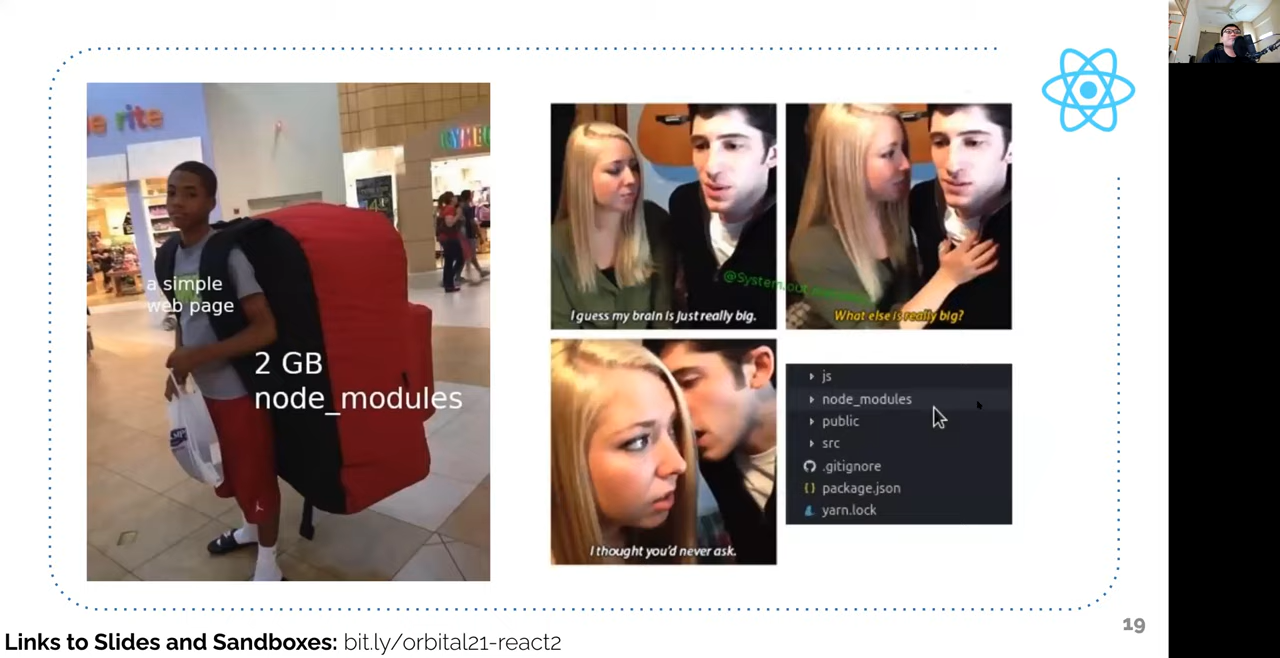 e rite
GYMB
a simple
web page
2 GB
node_modules
I guess my brain is just really big.
What else is really big?
I thought you'd never ask.
js
node_modules
public
src
.gitignore
package.json
yarn.lock
19
Links to Slides and Sandboxes: bit.ly/orbital21-react2